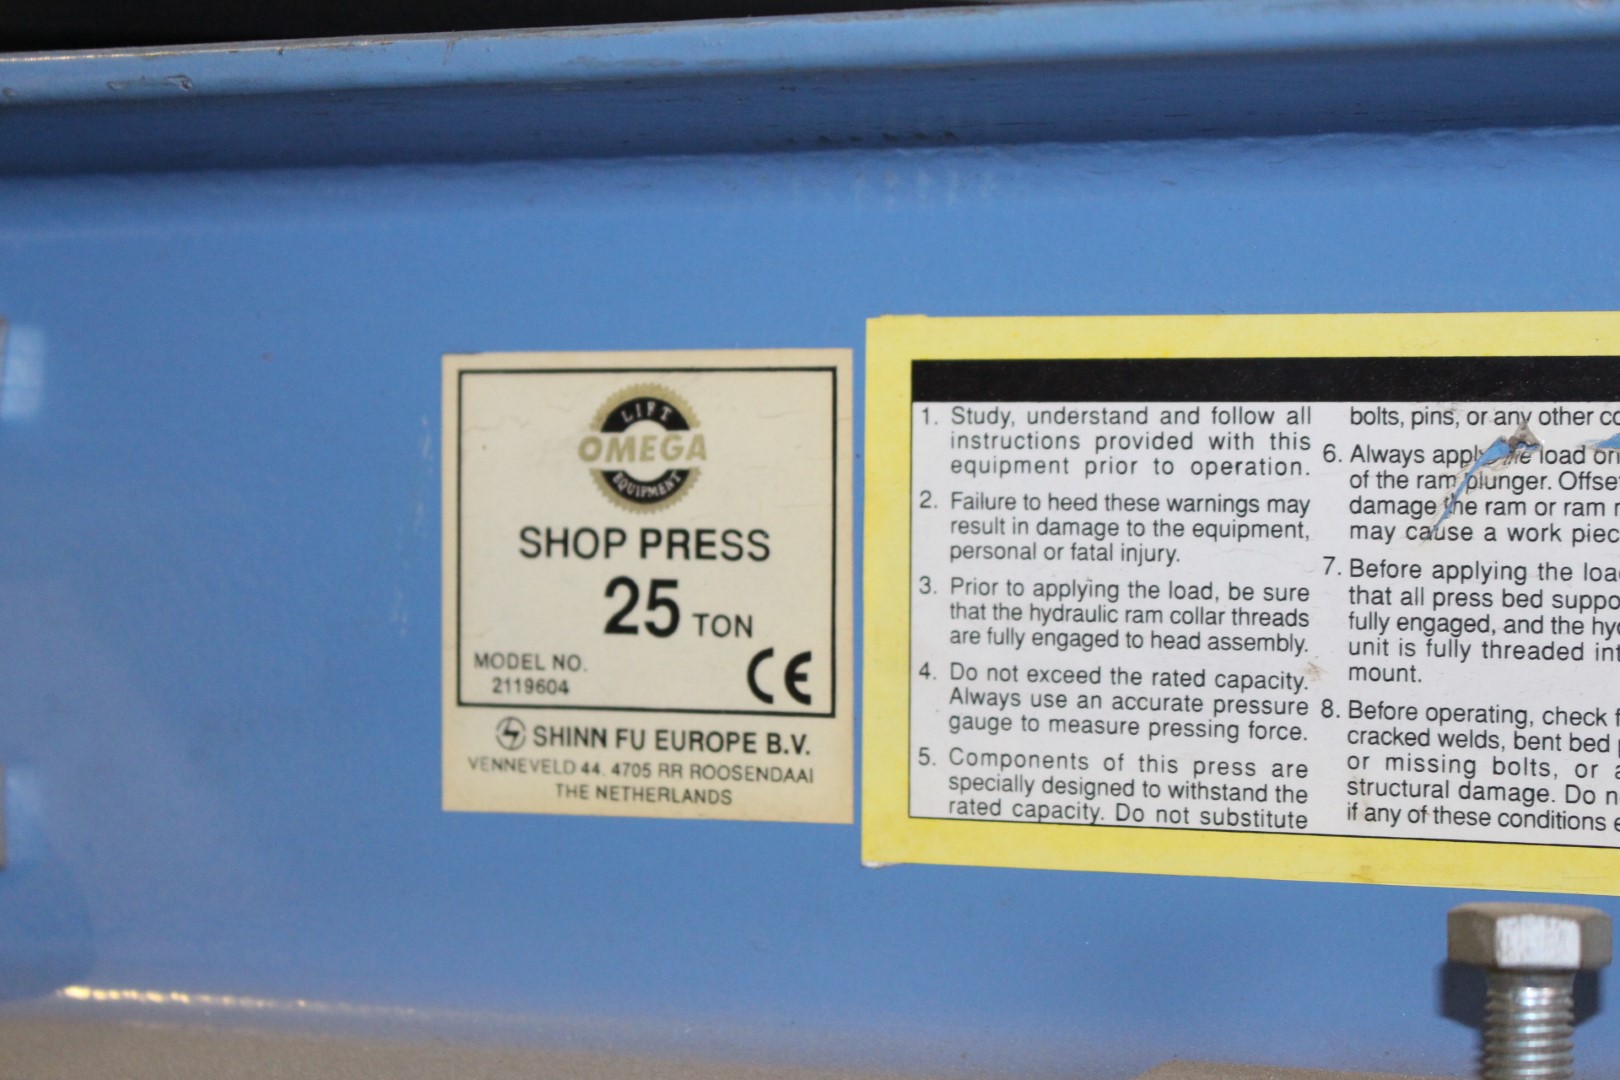 LIFT
OMEGA
EQUIPMENT
SHOP PRESS
25 TON
MODEL NO.
2119604
CE
SHINN FU EUROPE B.V.
VENNEVELD 44. 4705 RR ROOSENDAAL
THE NETHERLANDS
1. Study, understand and follow all
instructions provided with this
equipment prior to operation.
2. Failure to heed these warnings may
result in damage to the equipment,
personal or fatal injury.
3. Prior to applying the load, be sure
that the hydraulic ram collar threads
are fully engaged to head assembly.
4. Do not exceed the rated capacity.
Always use an accurate pressure
gauge to measure pressing force.
5. Components of this press are
specially designed to withstand the
rated capacity. Do not substitute
bolts, pins, or any other
6. Always apply the load
of the ram plunger.
damage the ram or ram
may cause a work
7. Before applying the
that all press bed
fully engaged, and the
unit is fully threaded
mount.
8. Before operating, check
cracked welds, bent bed
or missing bolts, or
structural damage. Do
if any of these conditions